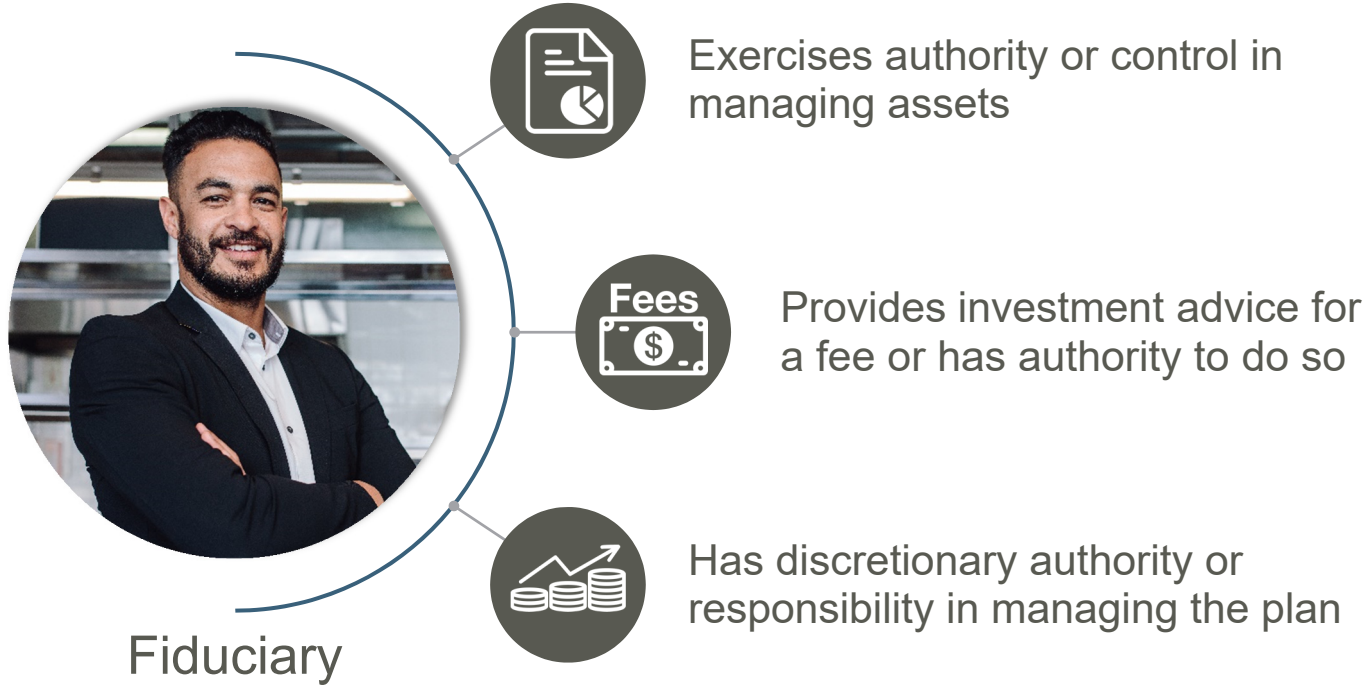 Exercises authority or control in
managing assets
Fees
$
Provides investment advice for
a fee or has authority to do so
Has discretionary authority or
responsibility in managing the plan
Fiduciary